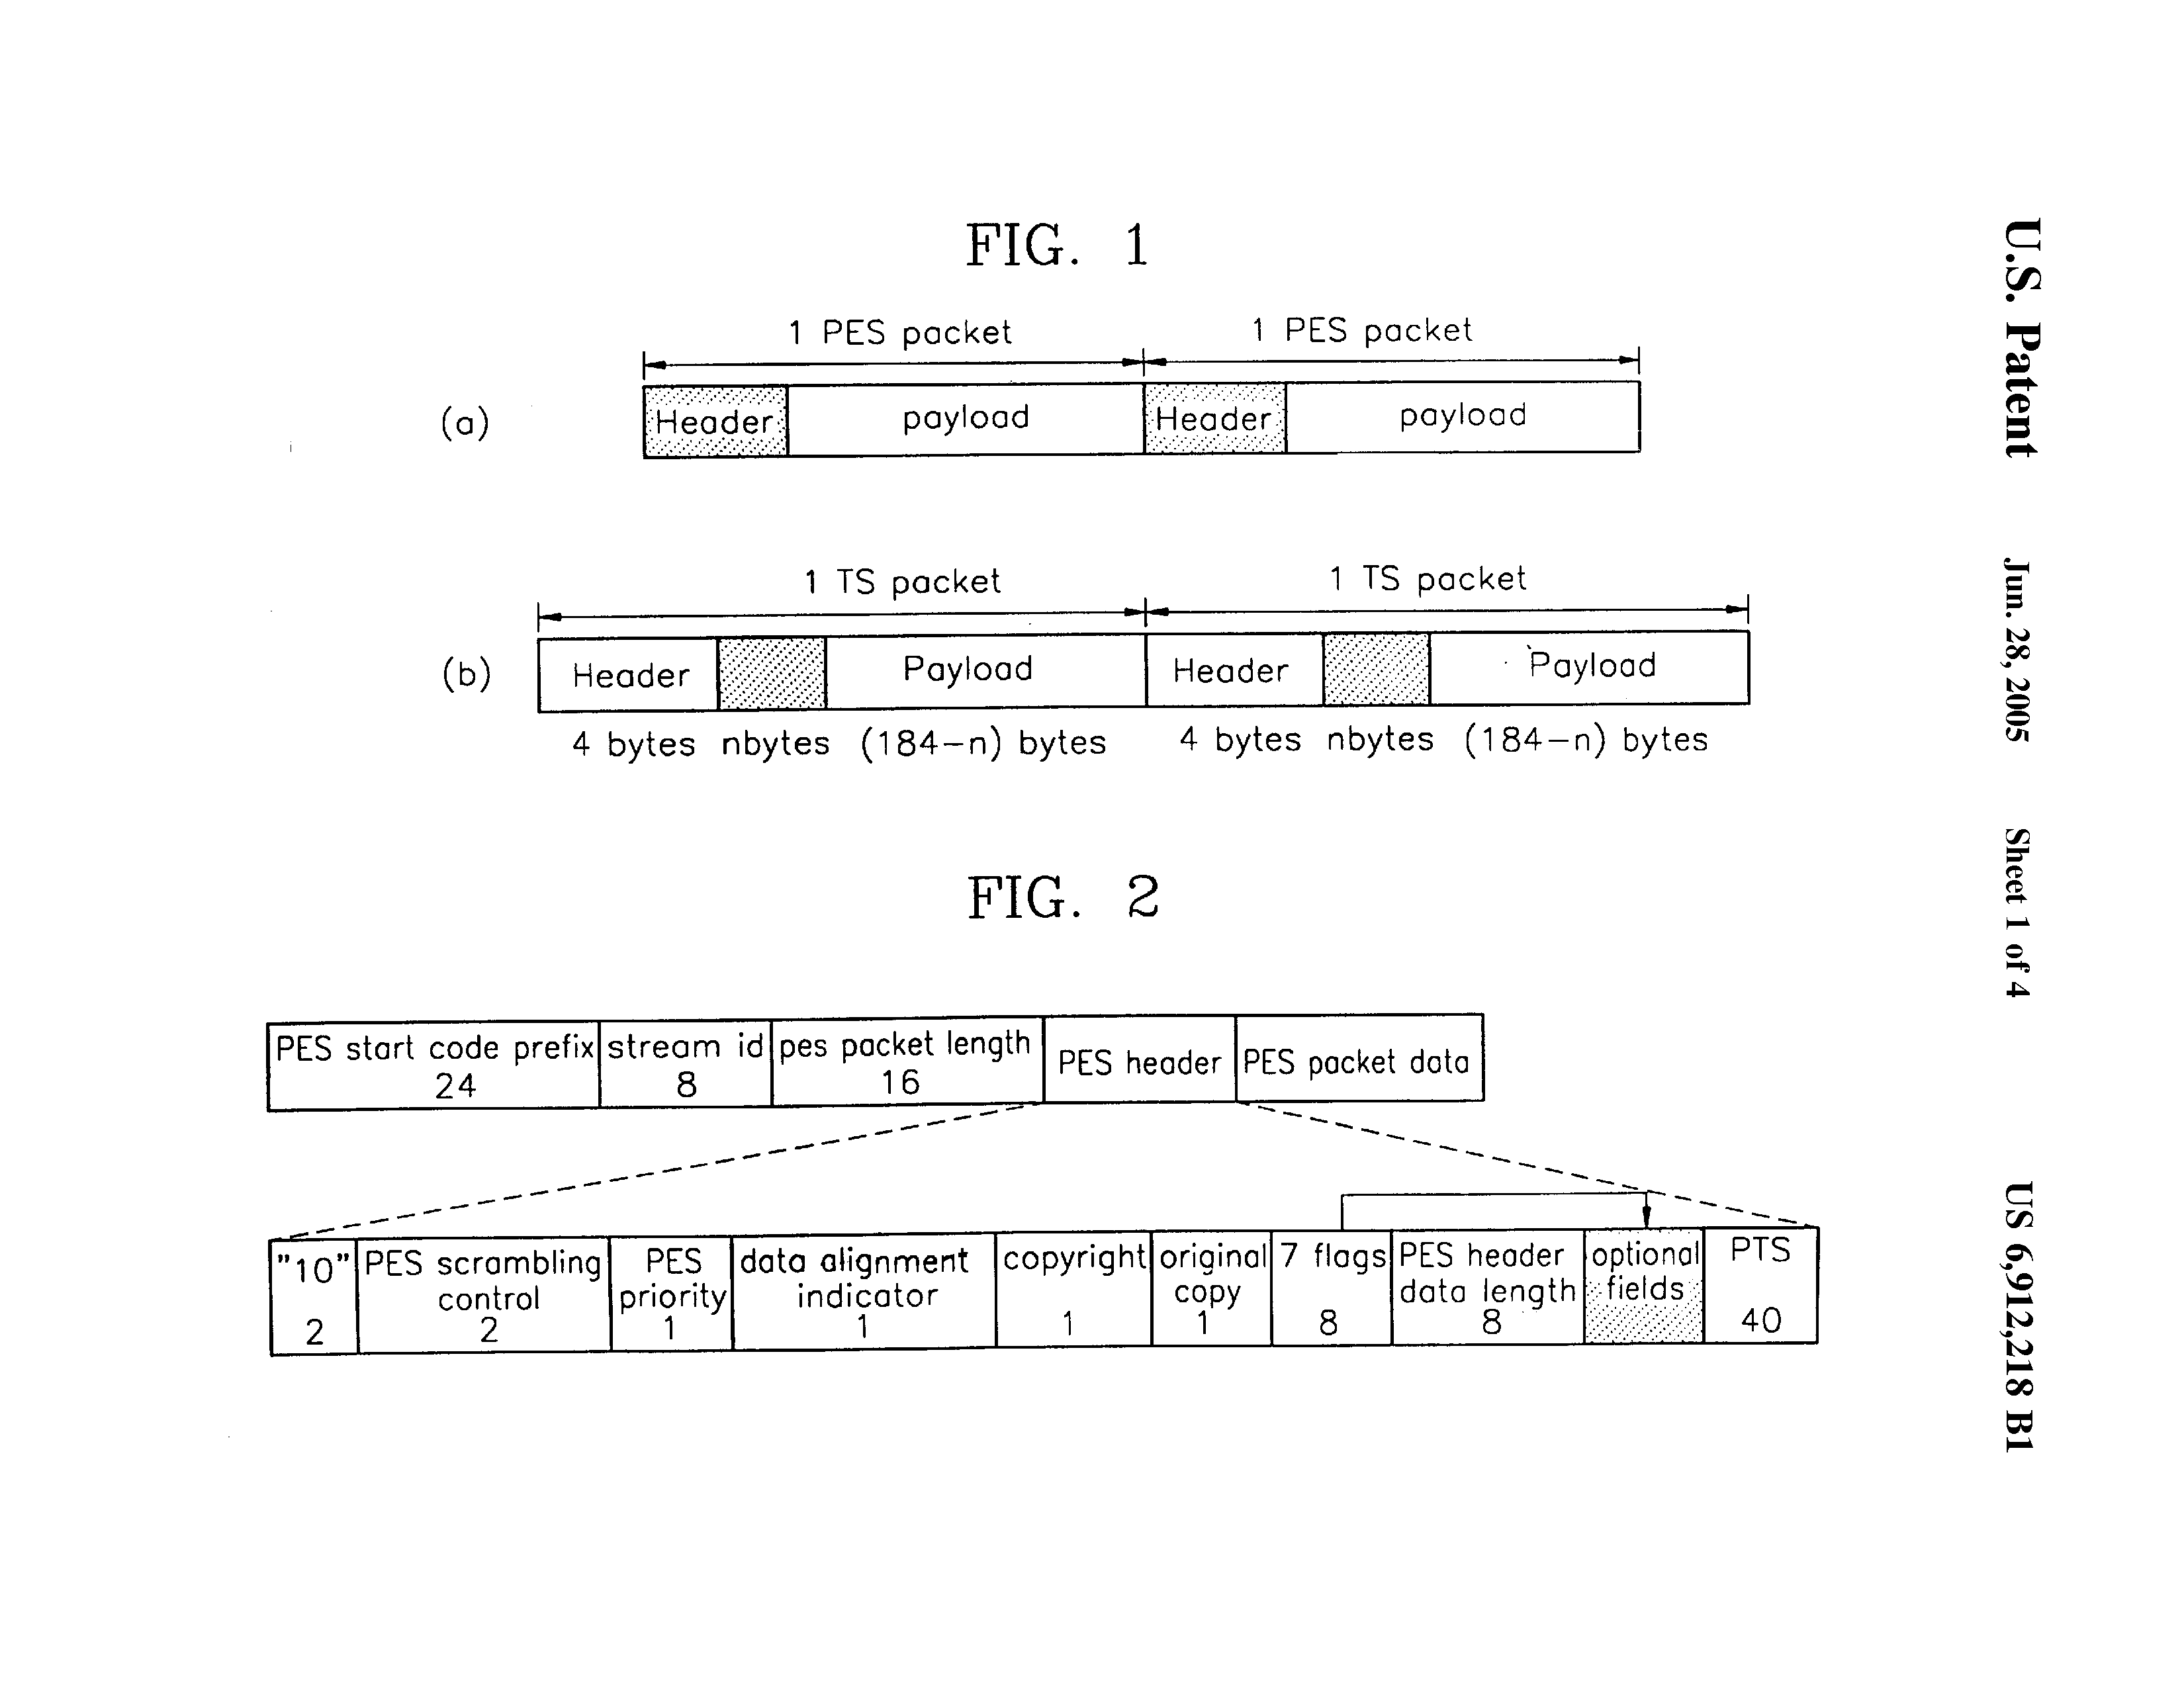 FIG. 1
1 PES packet 1 PES packet
(a) Header payload Header payload
1 TS packet 1 TS packet
(b) Header Payload Header Payload
4 bytes nbytes (184-n) bytes 4 bytes nbytes (184-n) bytes
FIG. 2
PES start code prefix stream id pes packet length PES header PES packet data
24 8 16
"10" PES scrambling PES data alignment copyright original 7 flags PES header optional PTS
control priority indicator copy data length fields
2 2 1 1 1 1 8 8 40
U.S. Patent Jun. 28, 2005 Sheet 1 of 4 US 6,912,218 B1